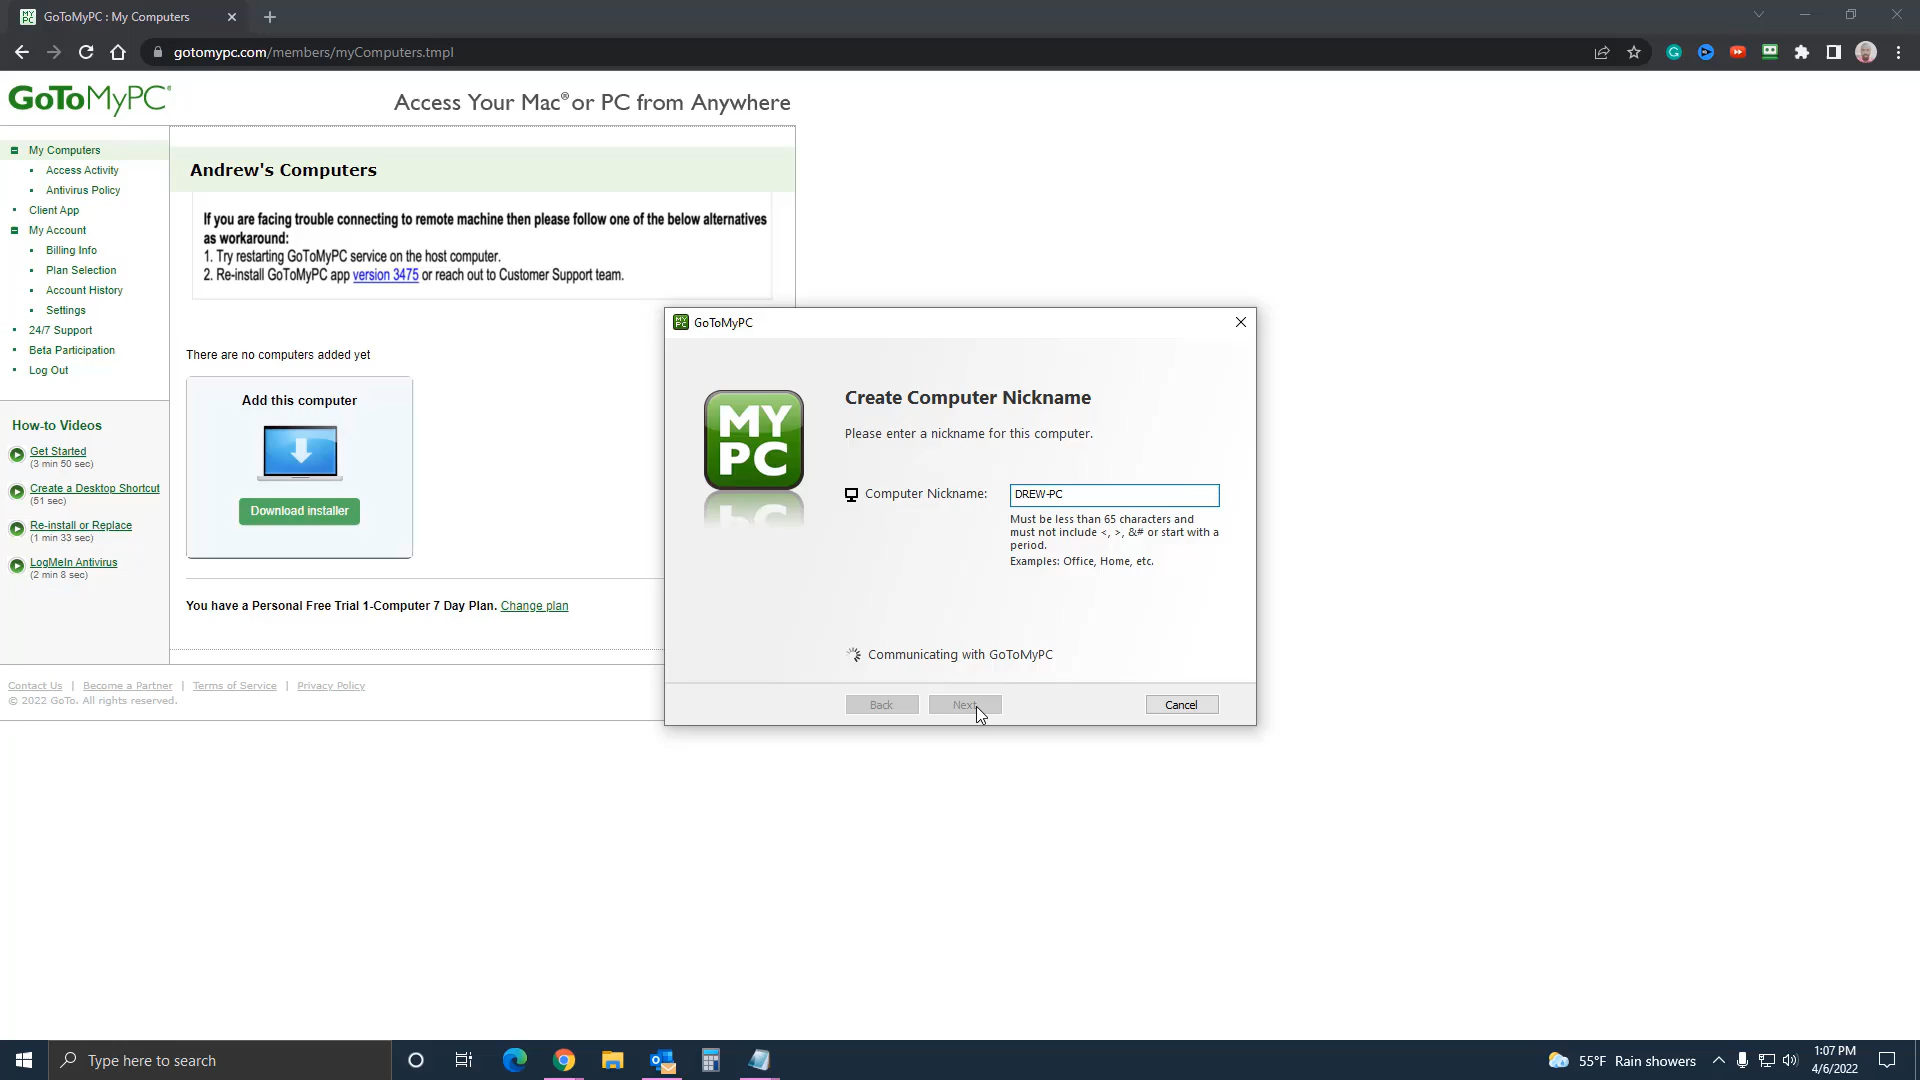 GoToMyPC : My Computers
gotomypc.com/members/myComputers.tmpl
GoToMyPC®
Access Your Mac® or PC from Anywhere
My Computers
Access Activity
Antivirus Policy
Client App
My Account
Billing Info
Plan Selection
Account History
Settings
24/7 Support
Beta Participation
Log Out
How-to Videos
Get Started
(3 min 50 sec)
Create a Desktop Shortcut
(51 sec)
Re-install or Replace
(1 min 33 sec)
LogMeIn Antivirus
(2 min 8 sec)
Andrew's Computers
If you are facing trouble connecting to remote machine then please follow one of the below alternatives
as workaround:
1. Try restarting GoToMyPC service on the host computer.
2. Re-install GoToMyPC app version 3475 or reach out to Customer Support team.
There are no computers added yet
Add this computer
Download installer
You have a Personal Free Trial 1-Computer 7 Day Plan. Change plan
Contact Us | Become a Partner | Terms of Service | Privacy Policy
© 2022 GoTo. All rights reserved.
MY PC GoToMyPC
MY
PC
Create Computer Nickname
Please enter a nickname for this computer.
Computer Nickname: DREW-PC
Must be less than 65 characters and
must not include <, >, &# or start with a
period.
Examples: Office, Home, etc.
Communicating with GoToMyPC
Back Next Cancel
Type here to search
55°F Rain showers
1:07 PM
4/6/2022